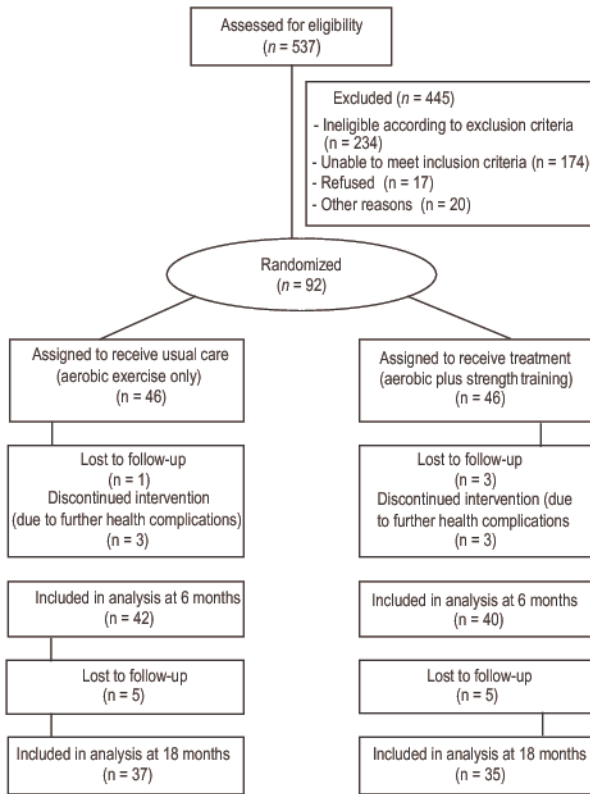 Assessed for eligibility
(n = 537)
Excluded (n = 445)
- Ineligible according to exclusion criteria
(n = 234)
- Unable to meet inclusion criteria (n = 174)
- Refused (n = 17)
- Other reasons (n = 20)
Randomized
(n = 92)
Assigned to receive usual care
(aerobic exercise only)
(n = 46)
Lost to follow-up
(n = 1)
Discontinued intervention
(due to further health complications)
(n = 3)
Included in analysis at 6 months
(n = 42)
Lost to follow-up
(n = 5)
Included in analysis at 18 months
(n = 37)
Assigned to receive treatment
(aerobic plus strength training)
(n = 46)
Lost to follow-up
(n = 3)
Discontinued intervention (due
to further health complications
(n = 3)
Included in analysis at 6 months
(n = 40)
Lost to follow-up
(n = 5)
Included in analysis at 18 months
(n = 35)